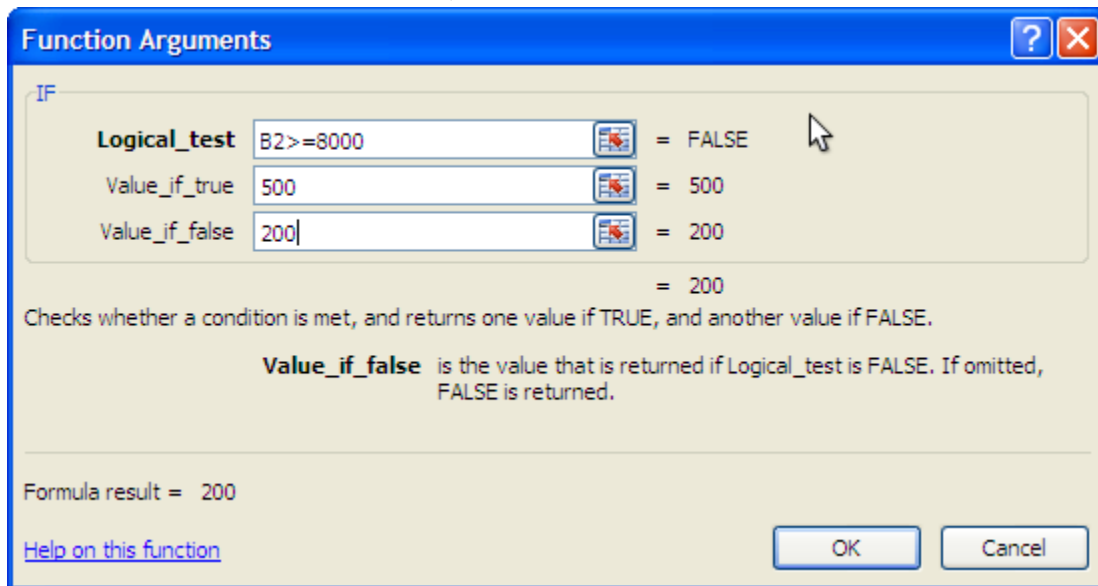 Function Arguments
IF
Logical_test B2>=8000 = FALSE
Value_if_true 500 = 500
Value_if_false 200 = 200
= 200
Checks whether a condition is met, and returns one value if TRUE, and another value if FALSE.
Value_if_false is the value that is returned if Logical_test is FALSE. If omitted,
FALSE is returned.
Formula result = 200
Help on this function OK Cancel